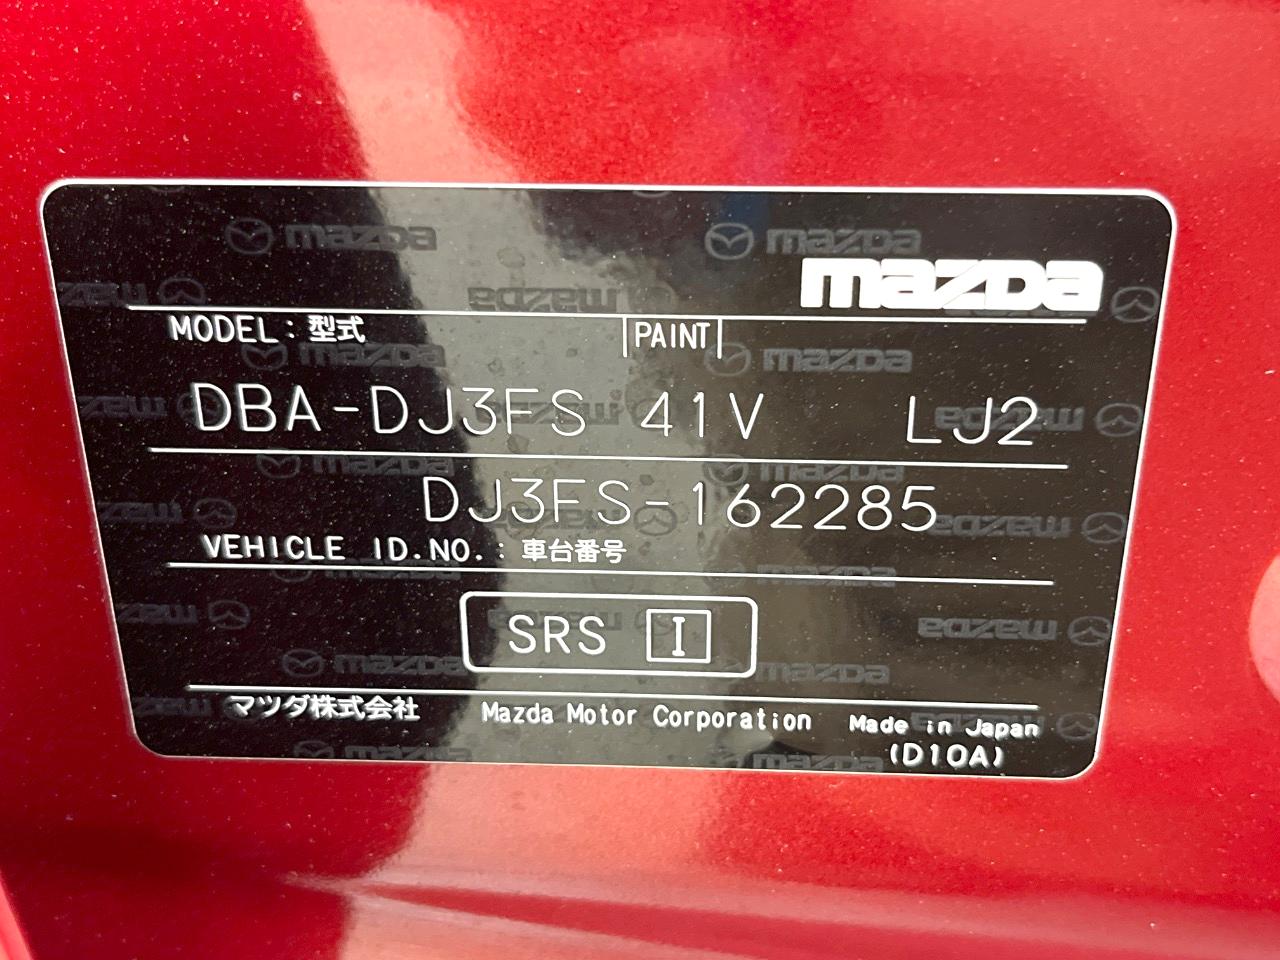 mazda
MODEL : 型式 PAINT
DBA-DJ3FS 41V LJ2
DJ3FS-162285
VEHICLE ID.NO. : 車台番号
SRS I
マツダ株式会社 Mazda Motor Corporation Made in Japan
(D10A)